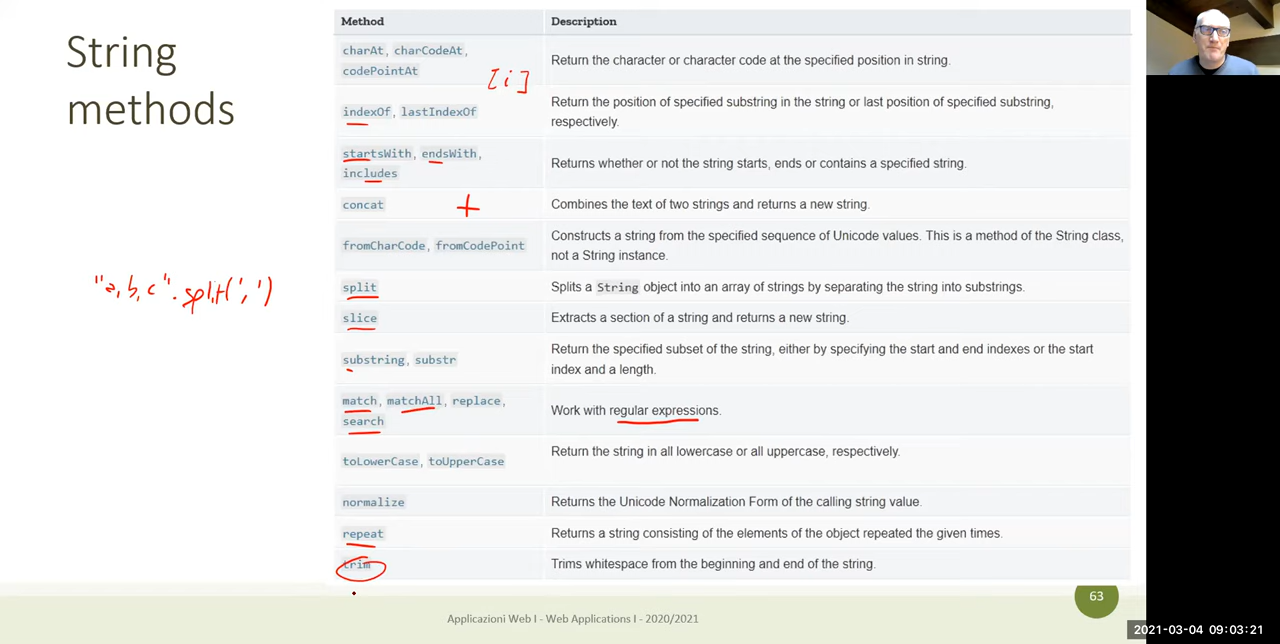 String
methods
Method Description
charAt, charCodeAt,
codePointAt
Return the character or character code at the specified position in string.
[i]
indexOf, lastIndexOf
Return the position of specified substring in the string or last position of specified substring,
respectively.
startsWith, endsWith,
includes
Returns whether or not the string starts, ends or contains a specified string.
concat
+
Combines the text of two strings and returns a new string.
fromCharCode, fromCodePoint
Constructs a string from the specified sequence of Unicode values. This is a method of the String class,
not a String instance.
"a,b,c".split(',')
split
Splits a String object into an array of strings by separating the string into substrings.
slice
Extracts a section of a string and returns a new string.
substring, substr
Return the specified subset of the string, either by specifying the start and end indexes or the start
index and a length.
match, matchAll, replace,
search
Work with regular expressions.
toLowerCase, toUpperCase
Return the string in all lowercase or all uppercase, respectively.
normalize
Returns the Unicode Normalization Form of the calling string value.
repeat
Returns a string consisting of the elements of the object repeated the given times.
trim
Trims whitespace from the beginning and end of the string.
63
Applicazioni Web I - Web Applications I - 2020/2021
2021-03-04 09:03:21